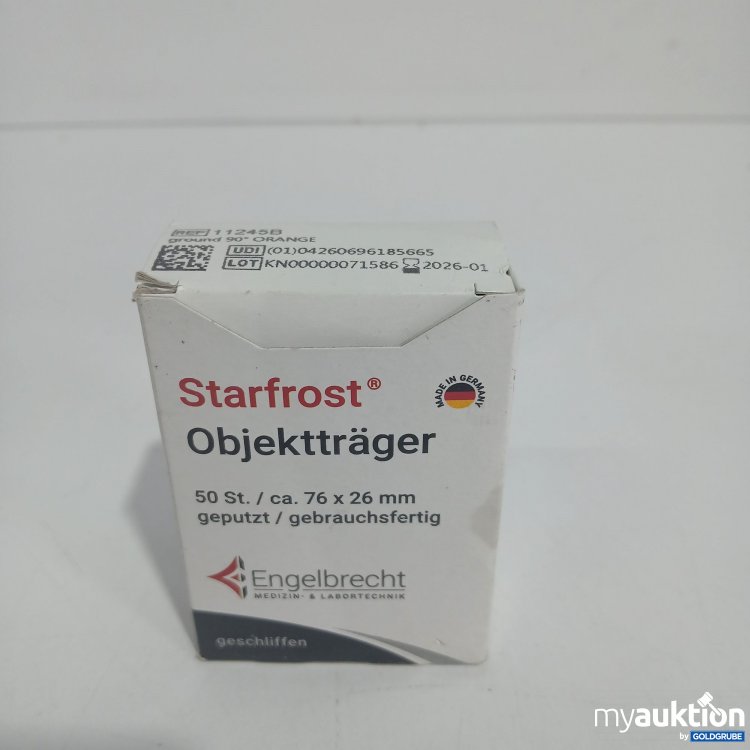 REF 11245B
ground 90° ORANGE
UDI (01)04260696185665
LOT KN00000071586 2026-01
Starfrost®
MADE IN GERMANY
Objektträger
50 St. / ca. 76 x 26 mm
geputzt / gebrauchsfertig
Engelbrecht
MEDIZIN- & LABORTECHNIK
geschliffen
myauktion
by GOLDGRUBE